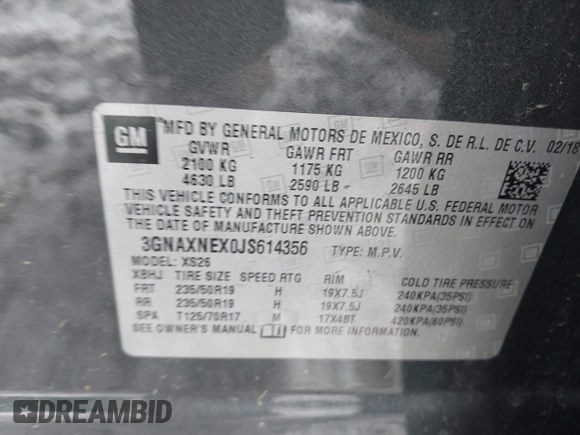 GM
MFD BY GENERAL MOTORS DE MEXICO, S. DE R.L. DE C.V. 02/18
GVWR GAWR FRT GAWR RR
2100 KG 1175 KG 1200 KG
4630 LB 2590 LB 2645 LB
THIS VEHICLE CONFORMS TO ALL APPLICABLE U.S. FEDERAL MOTOR
VEHICLE SAFETY AND THEFT PREVENTION STANDARDS IN EFFECT ON
THE DATE OF MANUFACTURE SHOWN ABOVE.
3GNAXNEX0JS614356 TYPE: M.P.V.
MODEL: XS26
XBHJ TIRE SIZE SPEED RTG RIM COLD TIRE PRESSURE
FRT 235/50R19 H 19X7.5J 240KPA(35PSI)
RR 235/50R19 H 19X7.5J 240KPA(35PSI)
SPA T125/70R17 M 17X4BT 420KPA(60PSI)
SEE OWNER'S MANUAL FOR MORE INFORMATION.
DREAMBID